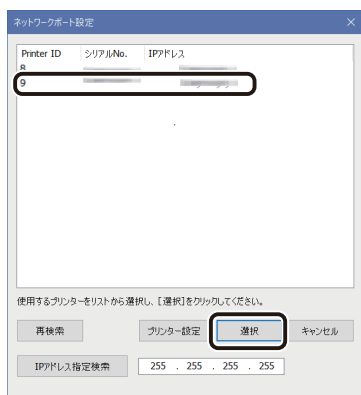 ネットワークポート設定 ×
Printer ID シリアルNo. IPアドレス
8
9
使用するプリンターをリストから選択し、[選択]をクリックしてください。
再検索 プリンター設定 選択 キャンセル
IPアドレス指定検索 255 . 255 . 255 . 255